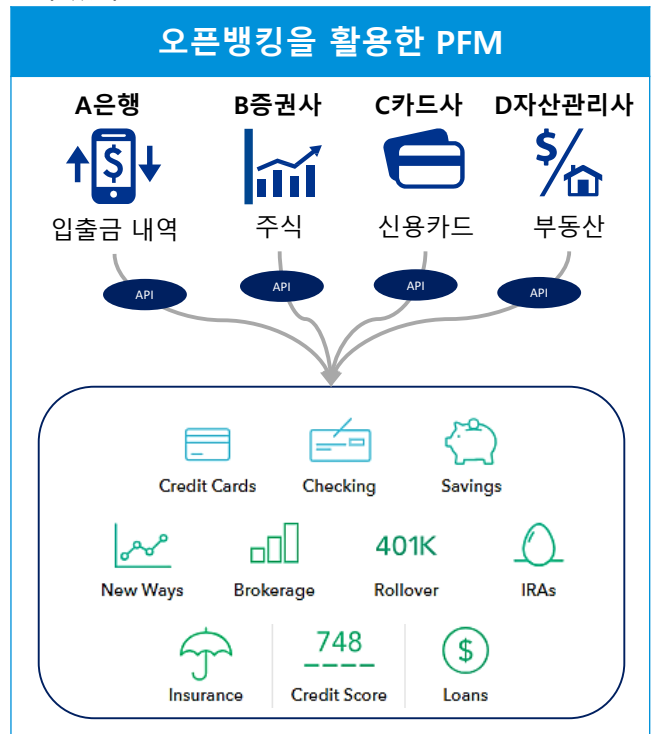 오픈뱅킹을 활용한 PFM
A은행 B증권사 C카드사 D자산관리사
$ $
입출금 내역 주식 신용카드 부동산
API API API API
Credit Cards Checking Savings
401K
New Ways Brokerage Rollover IRAs
748 $
Insurance Credit Score Loans